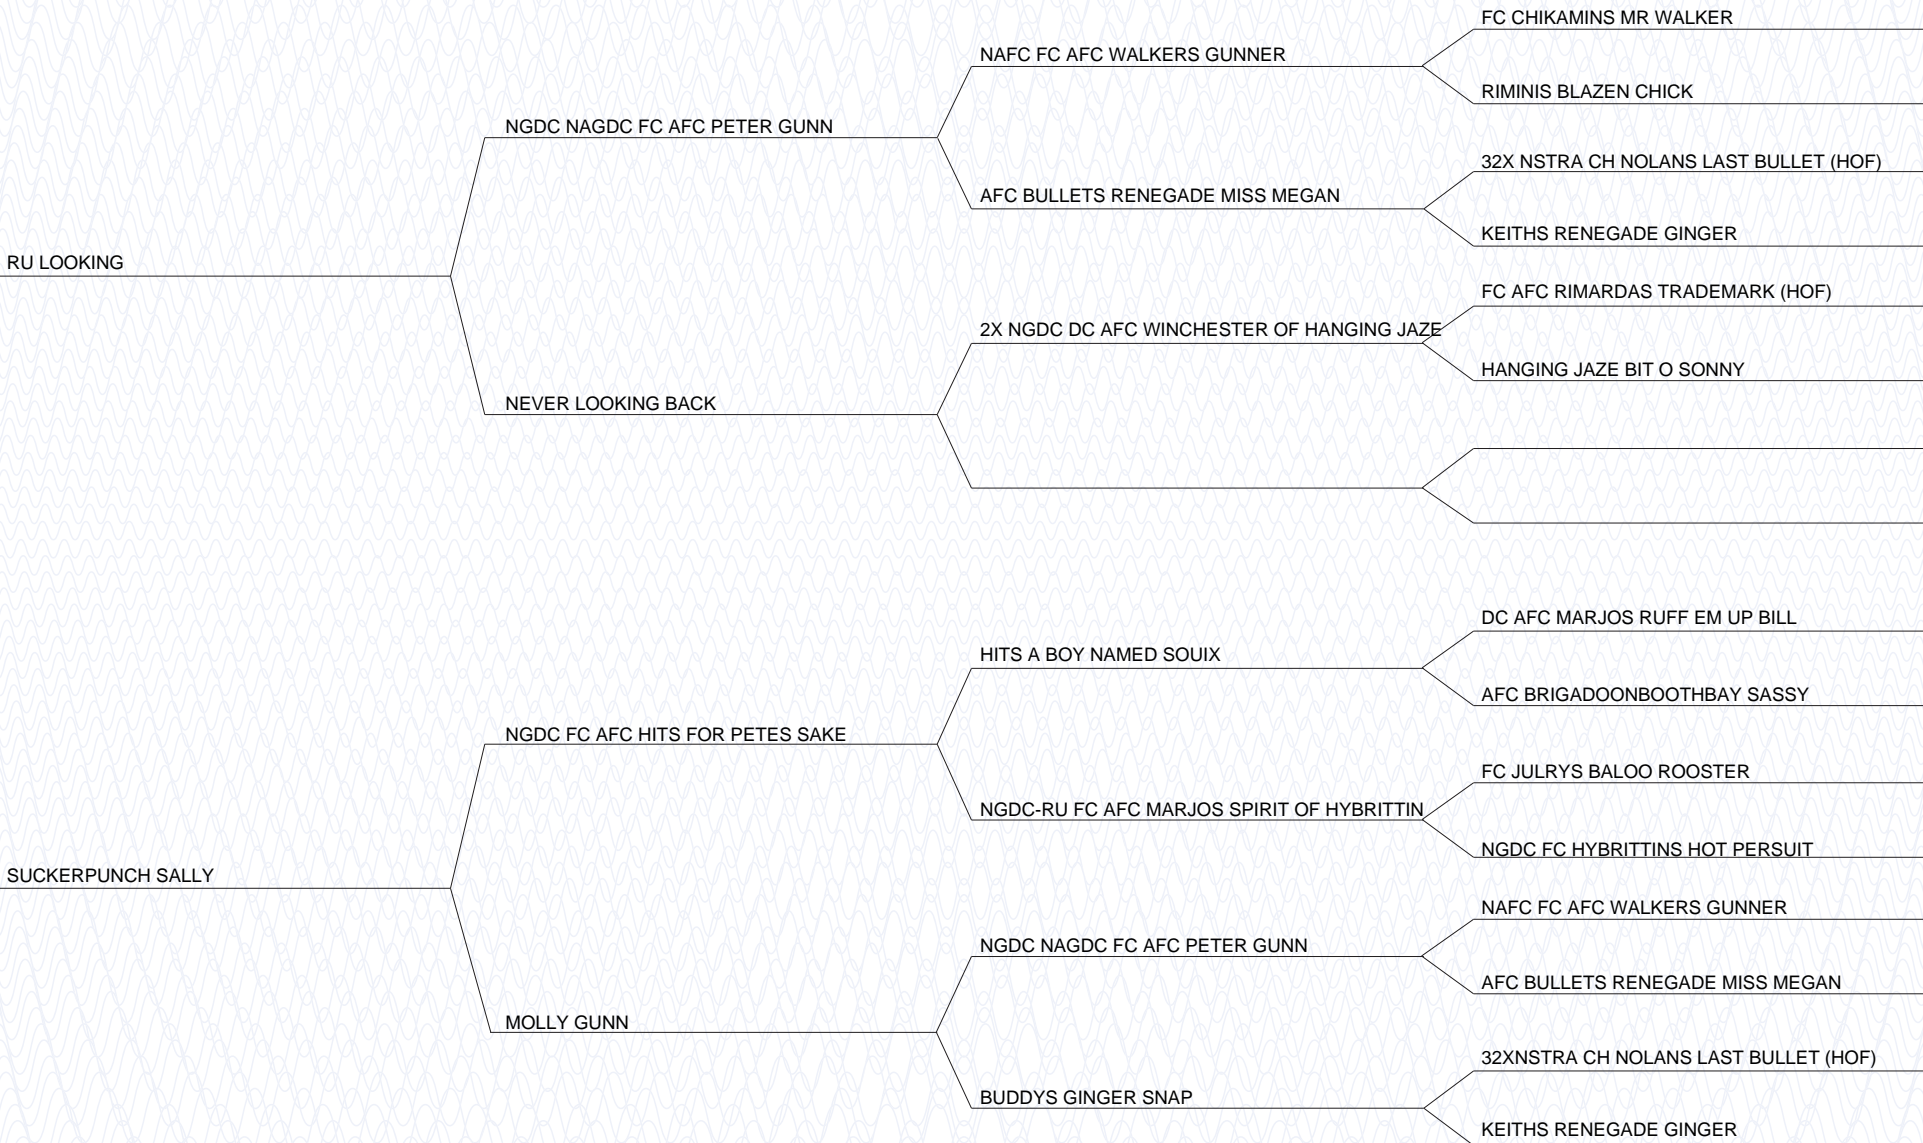 FC CHIKAMINS MR WALKER
NAFC FC AFC WALKERS GUNNER
RIMINIS BLAZEN CHICK
NGDC NAGDC FC AFC PETER GUNN
32X NSTRA CH NOLANS LAST BULLET (HOF)
AFC BULLETS RENEGADE MISS MEGAN
KEITHS RENEGADE GINGER
RU LOOKING
FC AFC RIMARDAS TRADEMARK (HOF)
2X NGDC DC AFC WINCHESTER OF HANGING JAZE
HANGING JAZE BIT O SONNY
NEVER LOOKING BACK
DC AFC MARJOS RUFF EM UP BILL
HITS A BOY NAMED SOUIX
AFC BRIGADOONBOOTHBAY SASSY
NGDC FC AFC HITS FOR PETES SAKE
FC JULRYS BALOO ROOSTER
NGDC-RU FC AFC MARJOS SPIRIT OF HYBRITTIN
NGDC FC HYBRITTINS HOT PERSUIT
SUCKERPUNCH SALLY
NAFC FC AFC WALKERS GUNNER
NGDC NAGDC FC AFC PETER GUNN
AFC BULLETS RENEGADE MISS MEGAN
MOLLY GUNN
32XNSTRA CH NOLANS LAST BULLET (HOF)
BUDDYS GINGER SNAP
KEITHS RENEGADE GINGER